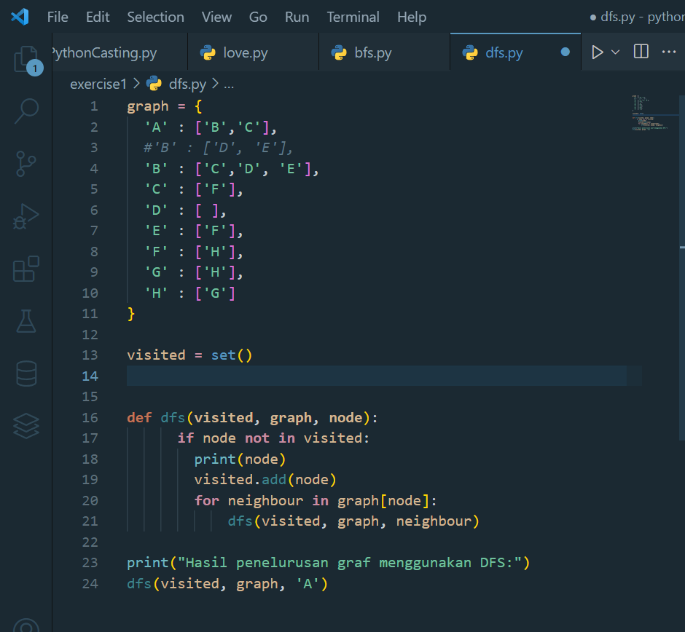 File Edit Selection View Go Run Terminal Help ● dfs.py - python
PythonCasting.py love.py bfs.py dfs.py ●
exercise1 > dfs.py > ...
1 graph = {
2 'A' : ['B','C'],
3 #'B' : ['D', 'E'],
4 'B' : ['C','D', 'E'],
5 'C' : ['F'],
6 'D' : [ ],
7 'E' : ['F'],
8 'F' : ['H'],
9 'G' : ['H'],
10 'H' : ['G']
11 }
12
13 visited = set()
14
15
16 def dfs(visited, graph, node):
17 if node not in visited:
18 print(node)
19 visited.add(node)
20 for neighbour in graph[node]:
21 dfs(visited, graph, neighbour)
22
23 print("Hasil penelurusan graf menggunakan DFS:")
24 dfs(visited, graph, 'A')
1